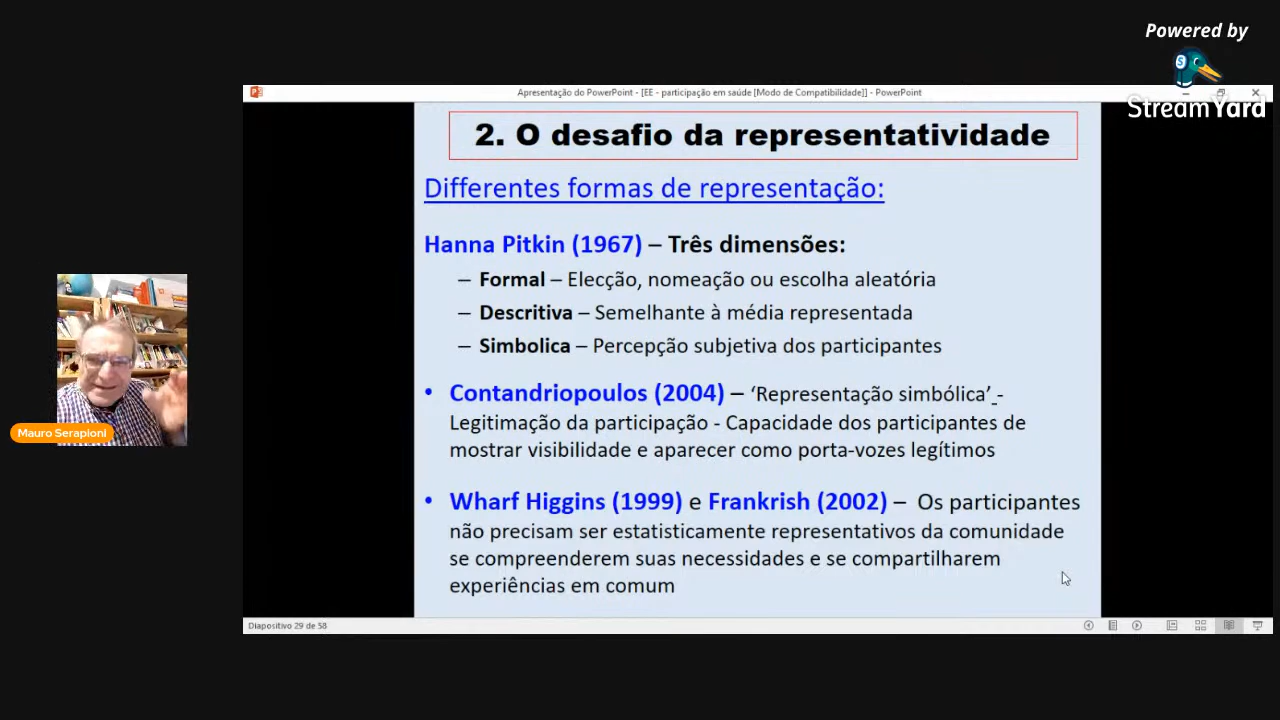 Powered by
StreamYard
Apresentação do PowerPoint - [EE - participação em saúde [Modo de Compatibilidade]] - PowerPoint
2. O desafio da representatividade
Differentes formas de representação:
Hanna Pitkin (1967) – Três dimensões:
– Formal – Elecção, nomeação ou escolha aleatória
– Descritiva – Semelhante à média representada
– Simbolica – Percepção subjetiva dos participantes
• Contandriopoulos (2004) – ‘Representação simbólica’ -
Legitimação da participação - Capacidade dos participantes de
mostrar visibilidade e aparecer como porta-vozes legítimos
• Wharf Higgins (1999) e Frankrish (2002) – Os participantes
não precisam ser estatisticamente representativos da comunidade
se compreenderem suas necessidades e se compartilharem
experiências em comum
Mauro Serapioni
Diapositivo 29 de 58